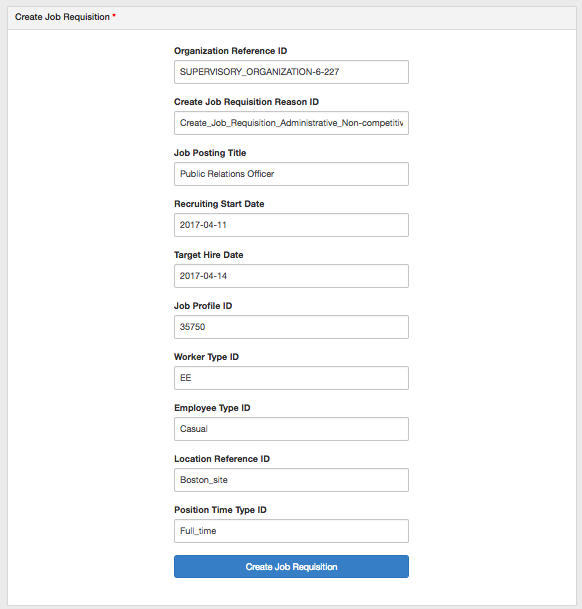 Create Job Requisition *
Organization Reference ID
SUPERVISORY_ORGANIZATION-6-227
Create Job Requisition Reason ID
Create_Job_Requisition_Administrative_Non-competitiv
Job Posting Title
Public Relations Officer
Recruiting Start Date
2017-04-11
Target Hire Date
2017-04-14
Job Profile ID
35750
Worker Type ID
EE
Employee Type ID
Casual
Location Reference ID
Boston_site
Position Time Type ID
Full_time
Create Job Requisition